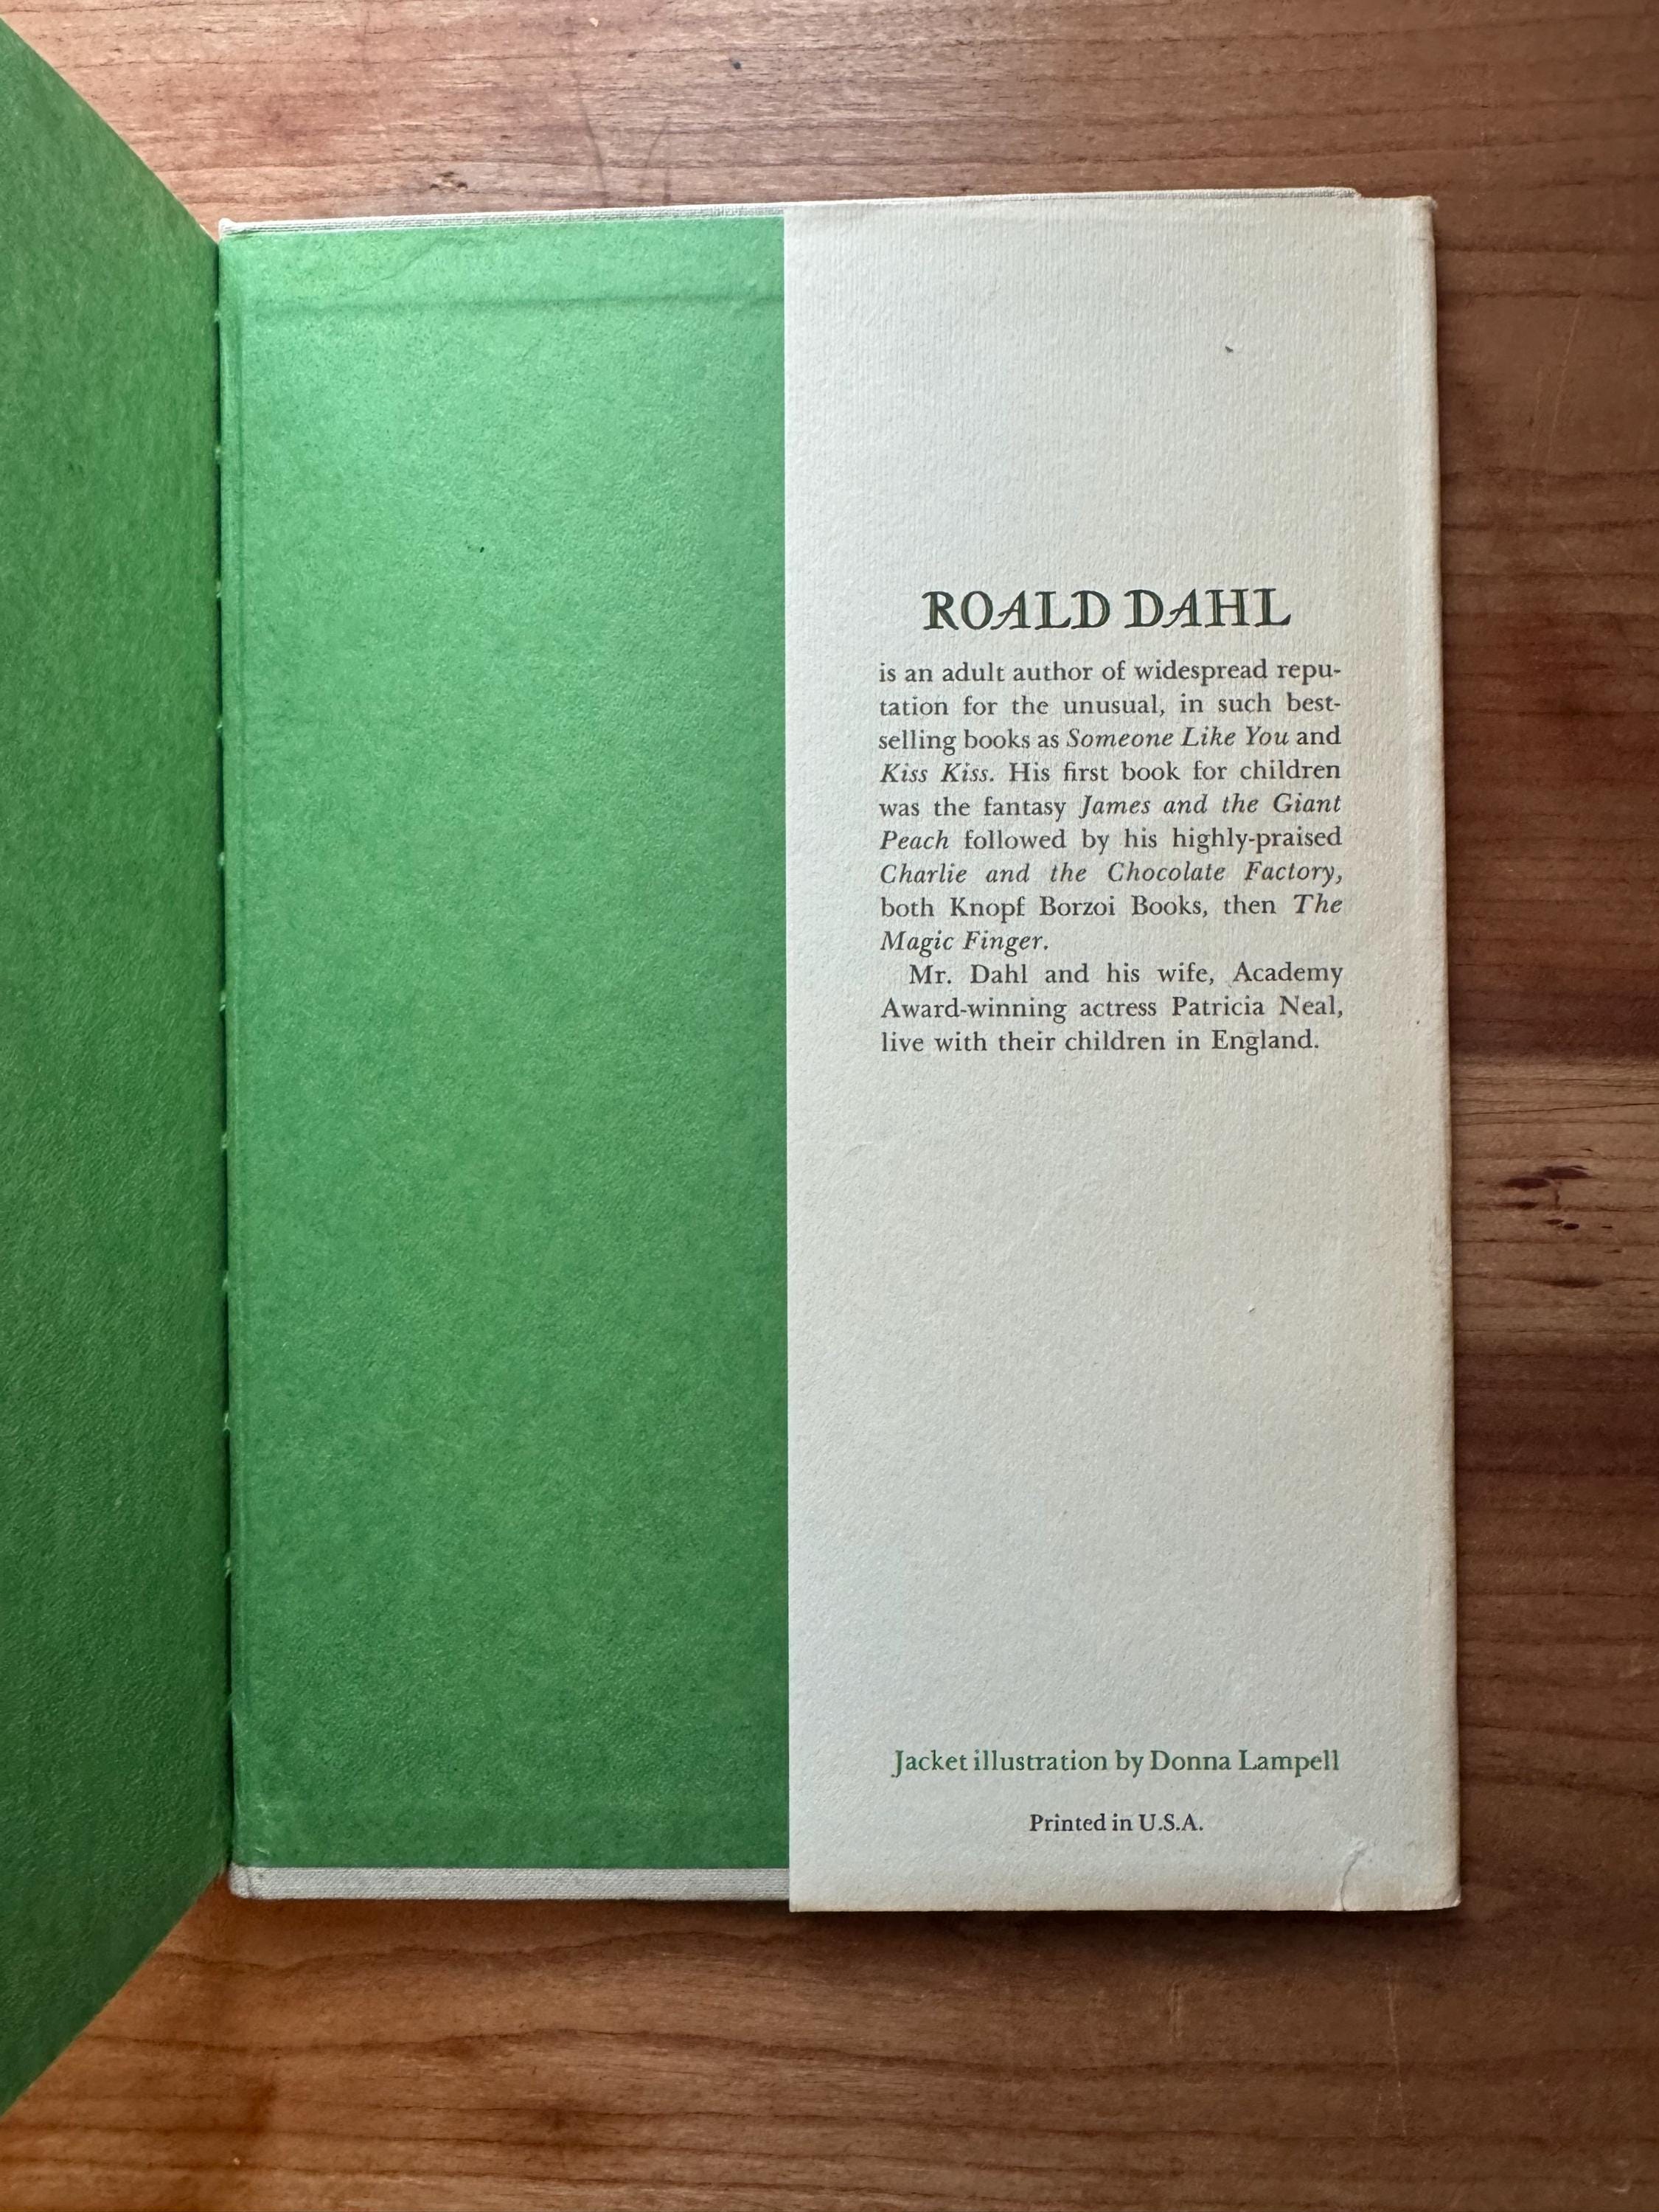 ROALD DAHL
is an adult author of widespread repu-
tation for the unusual, in such best-
selling books as Someone Like You and
Kiss Kiss. His first book for children
was the fantasy James and the Giant
Peach followed by his highly-praised
Charlie and the Chocolate Factory,
both Knopf Borzoi Books, then The
Magic Finger.
Mr. Dahl and his wife, Academy
Award-winning actress Patricia Neal,
live with their children in England.
Jacket illustration by Donna Lampell
Printed in U.S.A.